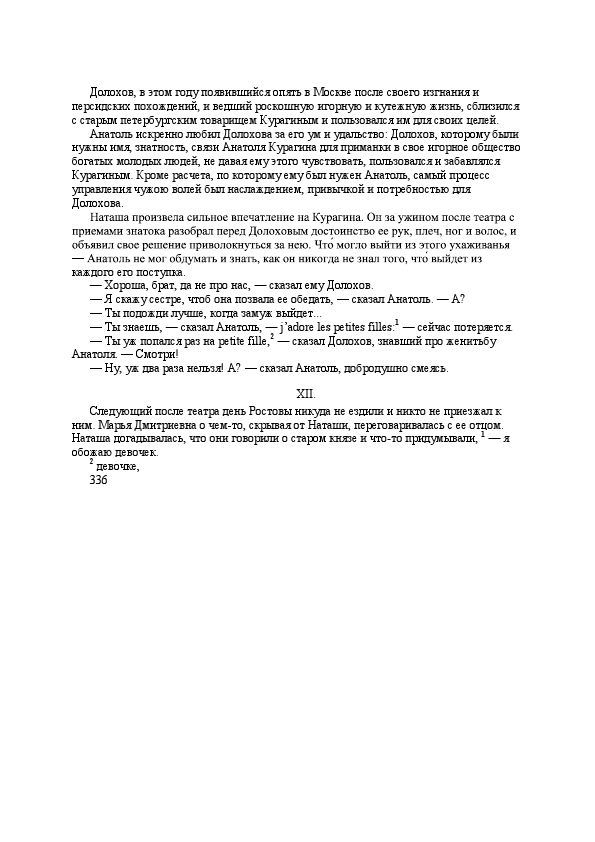 Долохов, в этом году появившийся опять в Москве после своего изгнания и
персидских похождений, и ведший роскошную игорную и кутежную жизнь, сблизился
с старым петербургским товарищем Курагиным и пользовался им для своих целей.
Анатоль искренно любил Долохова за его ум и удальство: Долохов, которому были
нужны имя, знатность, связи Анатоля Курагина для приманки в свое игорное общество
богатых молодых людей, не давая ему этого чувствовать, пользовался и забавлялся
Курагиным. Кроме расчета, по которому ему был нужен Анатоль, самый процесс
управления чужою волей был наслаждением, привычкой и потребностью для
Долохова.
Наташа произвела сильное впечатление на Курагина. Он за ужином после театра с
приемами знатока разобрал перед Долоховым достоинство ее рук, плеч, ног и волос, и
объявил свое решение приволокнуться за нею. Что́ могло выйти из этого ухаживанья
— Анатоль не мог обдумать и знать, как он никогда не знал того, что́ выйдет из
каждого его поступка.
— Хороша, брат, да не про нас, — сказал ему Долохов.
— Я скажу сестре, чтоб она позвала ее обедать, — сказал Анатоль. — А?
— Ты подожди лучше, когда замуж выйдет...
— Ты знаешь, — сказал Анатоль, — j’adore les petites filles:1 — сейчас потеряется.
— Ты уж попался раз на petite fille,2 — сказал Долохов, знавший про женитьбу
Анатоля. — Смотри!
— Ну, уж два раза нельзя! А? — сказал Анатоль, добродушно смеясь.
XII.
Следующий после театра день Ростовы никуда не ездили и никто не приезжал к
ним. Марья Дмитриевна о чем-то, скрывая от Наташи, переговаривалась с ее отцом.
Наташа догадывалась, что они говорили о старом князе и что-то придумывали, 1 — я
обожаю девочек.
2 девочке,
336